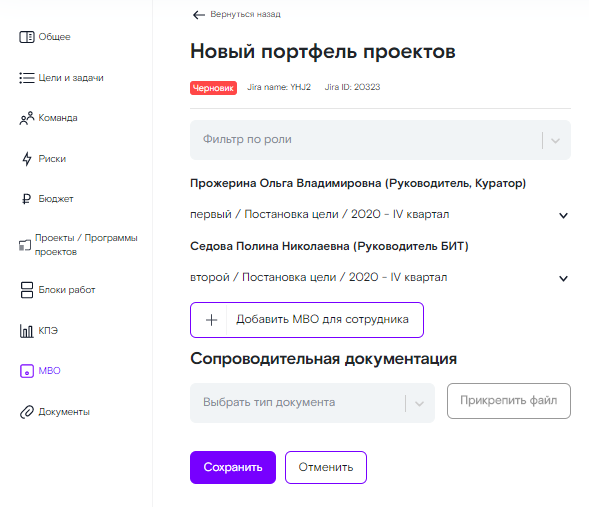 Общее
Цели и задачи
Команда
Риски
Бюджет
Проекты / Программы
проектов
Блоки работ
КПЭ
МВО
Документы
Вернуться назад
Новый портфель проектов
Черновик Jira name: YHJ2 Jira ID: 20323
Фильтр по роли
Прожерина Ольга Владимировна (Руководитель, Куратор)
первый / Постановка цели / 2020 - IV квартал
Седова Полина Николаевна (Руководитель БИТ)
второй / Постановка цели / 2020 - IV квартал
Добавить МВО для сотрудника
Сопроводительная документация
Выбрать тип документа
Прикрепить файл
Сохранить
Отменить